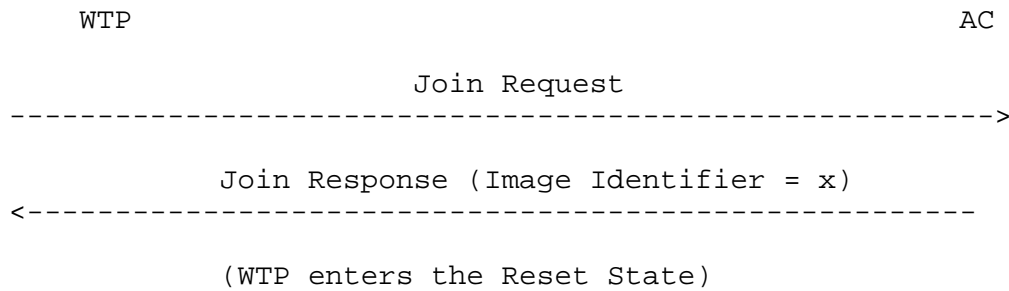 WTP AC
Join Request
-------------------------------------------------------->
Join Response (Image Identifier = x)
<------------------------------------------------------
(WTP enters the Reset State)